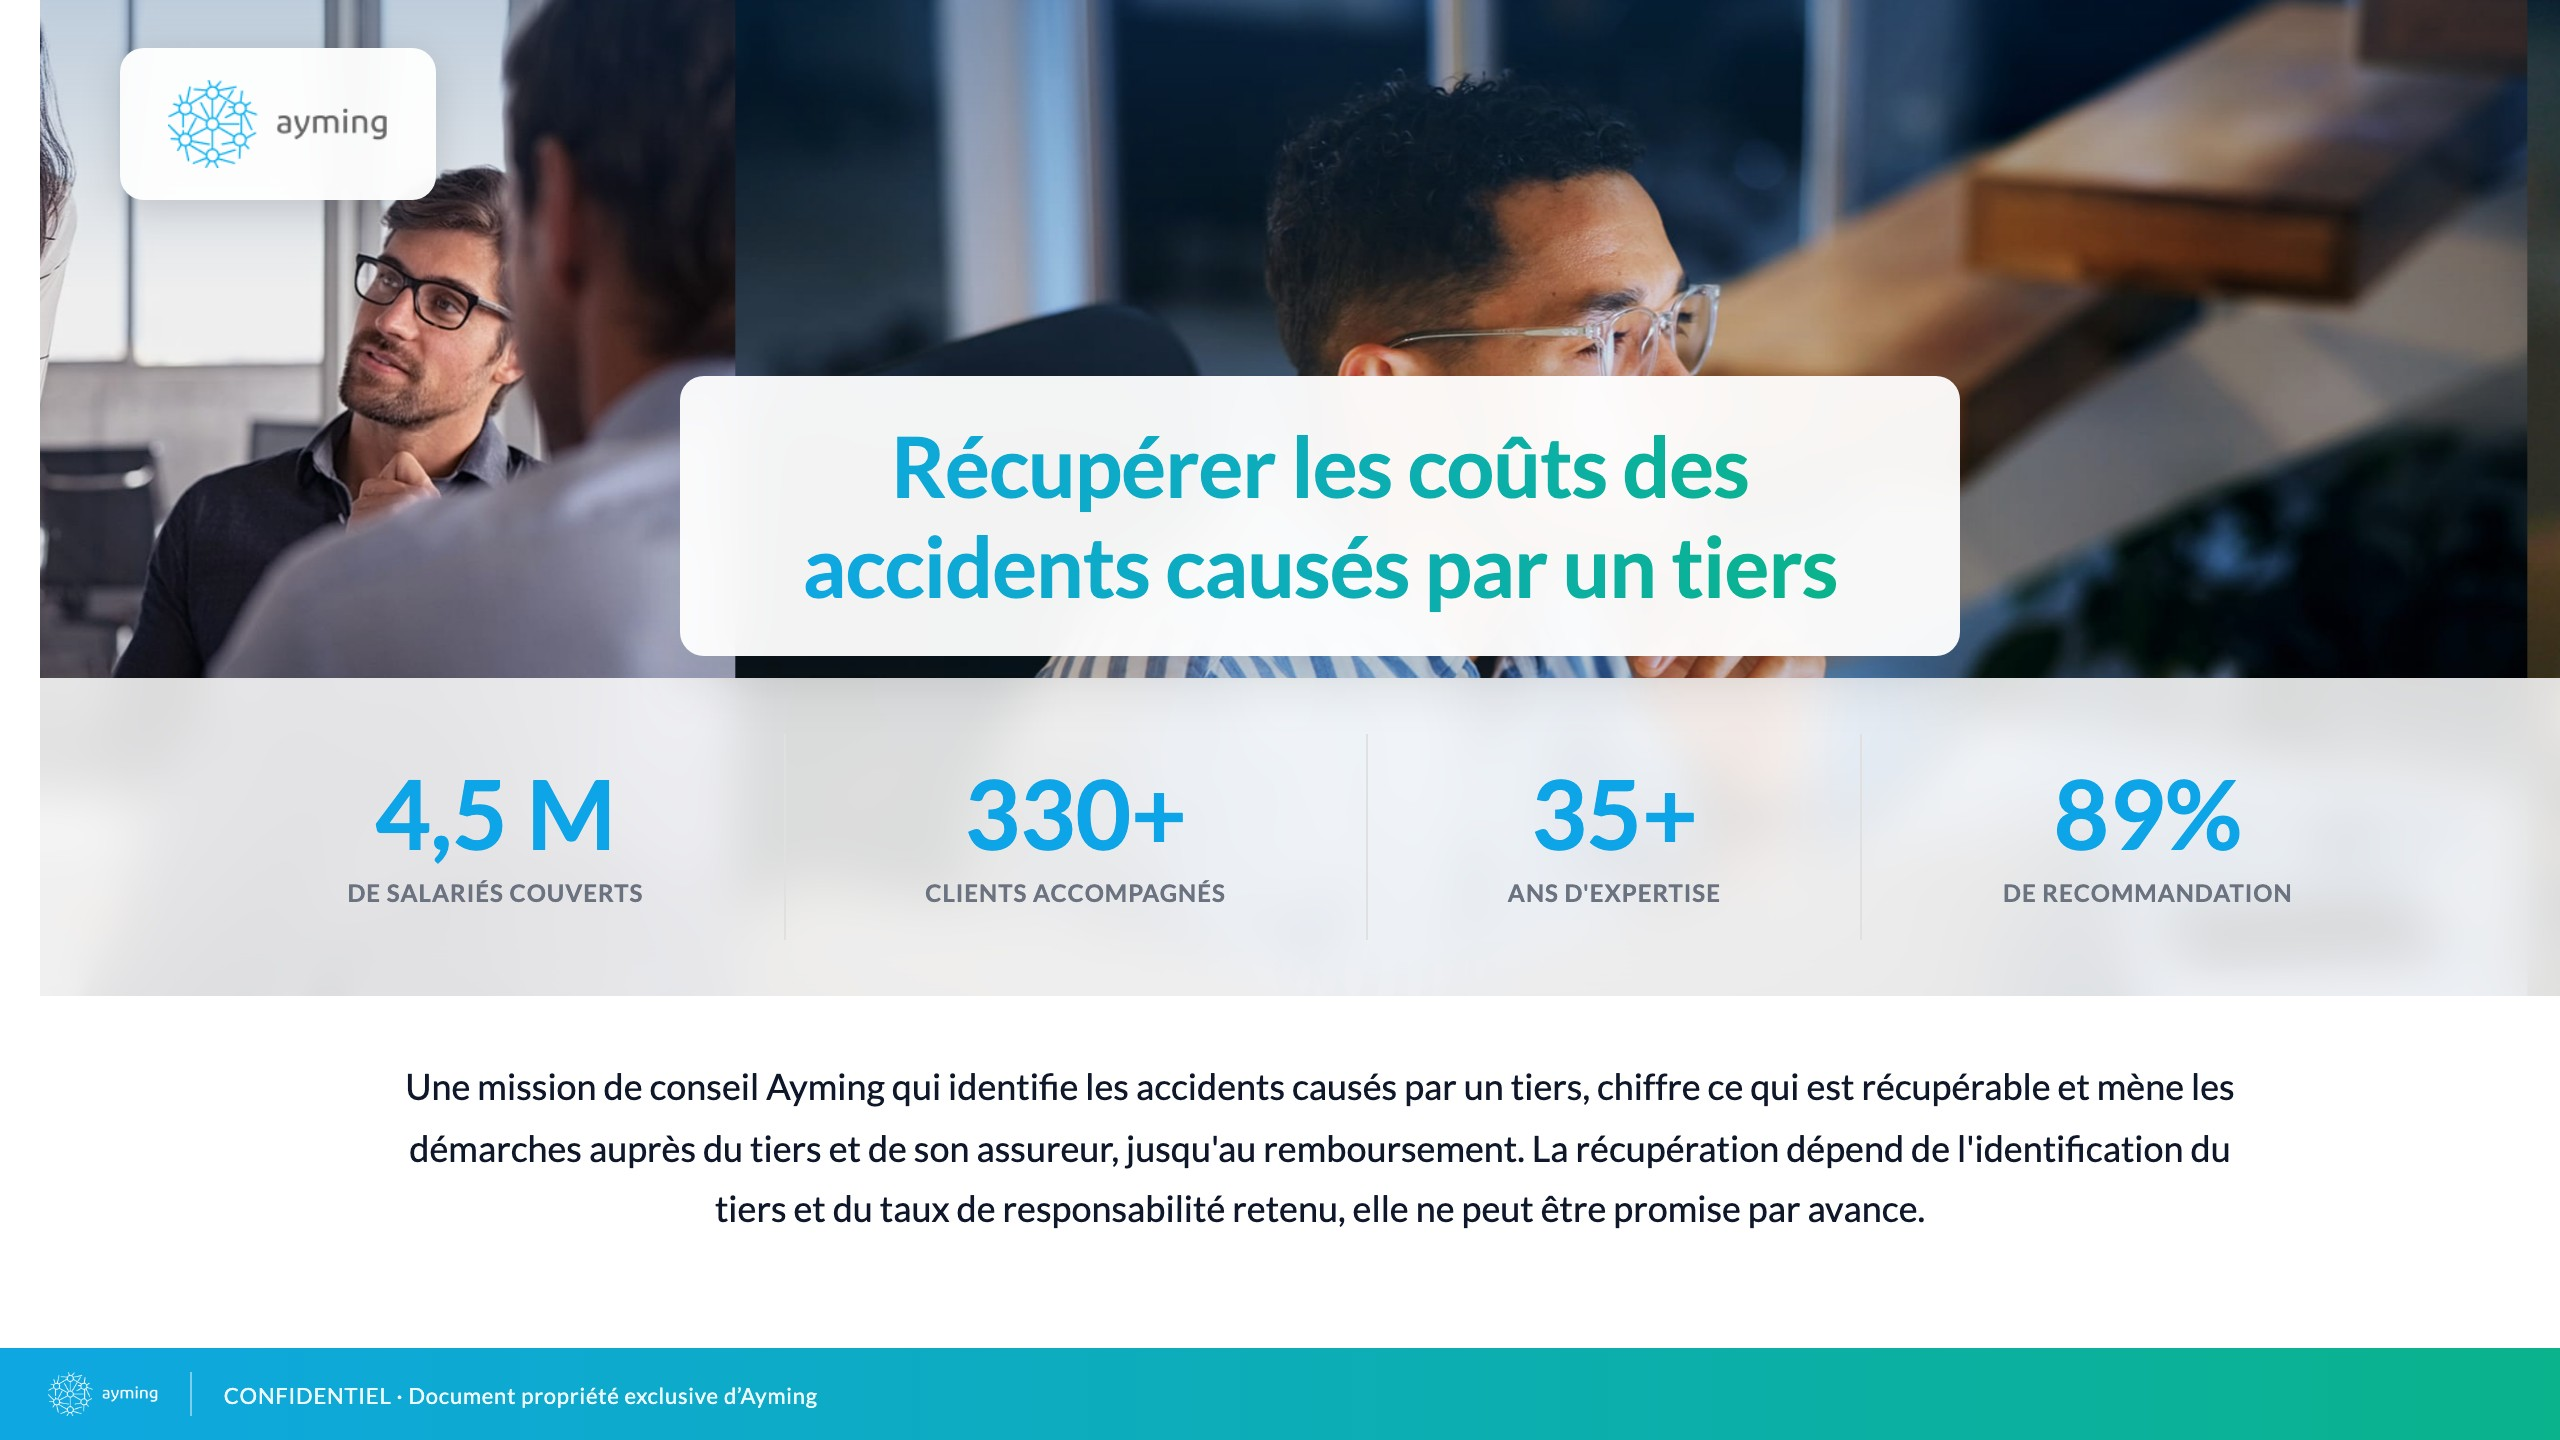 ayming
Récupérer les coûts des
accidents causés par un tiers
4,5 M
DE SALARIÉS COUVERTS
330+
CLIENTS ACCOMPAGNÉS
35+
ANS D'EXPERTISE
89%
DE RECOMMANDATION
Une mission de conseil Ayming qui identifie les accidents causés par un tiers, chiffre ce qui est récupérable et mène les
démarches auprès du tiers et de son assureur, jusqu'au remboursement. La récupération dépend de l'identification du
tiers et du taux de responsabilité retenu, elle ne peut être promise par avance.
ayming
CONFIDENTIEL · Document propriété exclusive d’Ayming